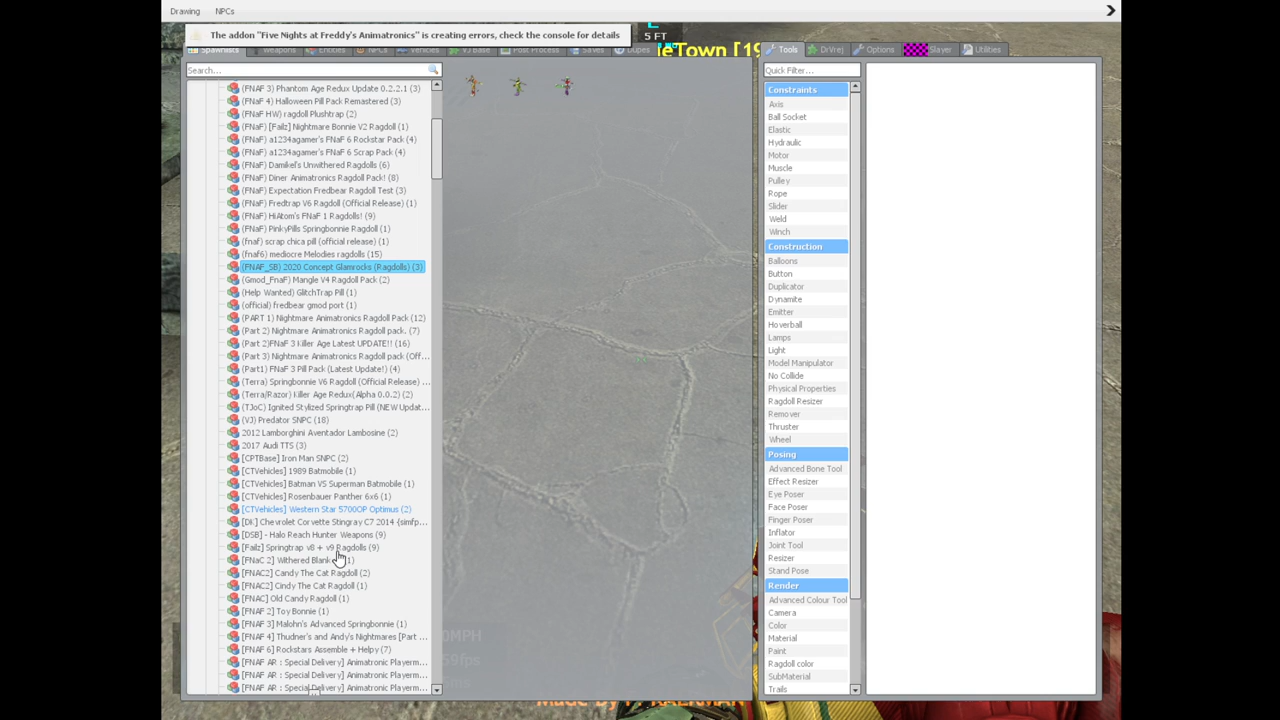 Drawing NPCs
The addon "Five Nights at Freddy's Animatronics" is creating errors, check the console for details
5 FT
leTown [19
Spawnlists Weapons Entities NPCs Vehicles VJ Base Post Process Saves Dupes
Tools DrVrej Options Slayer Utilities
Search...
Quick Filter...
(FNAF 3) Phantom Age Redux Update 0.2.2.1 (3)
(FNaF 4) Halloween Pill Pack Remastered (3)
(FNaF HW) ragdoll Plushtrap (2)
(FNaF) [Failz] Nightmare Bonnie V2 Ragdoll (1)
(FNaF) a1234agamer's FNAF 6 Rockstar Pack (4)
(FNaF) a1234agamer's FNAF 6 Scrap Pack (4)
(FNaF) Damikel's Unwithered Ragdolls (6)
(FNaF) Diner Animatronics Ragdoll Pack! (8)
(FNaF) Expectation Fredbear Ragdoll Test (3)
(FNaF) Fredtrap V6 Ragdoll (Official Release) (1)
(FNaF) HiAtom's FNaF 1 Ragdolls! (9)
(FNAF) PinkyPills Springbonnie Ragdoll (1)
(fnaf) scrap chica pill (official release) (1)
(fnaf6) mediocre Melodies ragdolls (15)
(FNAF_SB) 2020 Concept Glamrocks (Ragdolls) (3)
(Gmod_FnaF) Mangle V4 Ragdoll Pack (2)
(Help Wanted) GlitchTrap Pill (1)
(official) fredbear gmod port (1)
(PART 1) Nightmare Animatronics Ragdoll Pack (12)
(Part 2) Nightmare Animatronics Ragdoll pack. (7)
(Part 2)FNAF 3 Killer Age Latest UPDATE!! (16)
(Part 3) Nightmare Animatronics Ragdoll pack (Off...
(Part1) FNAF 3 Pill Pack (Latest Update!) (4)
(Terra) Springbonnie V6 Ragdoll (Official Release) ...
(Terra/Razor) Killer Age Redux(Alpha 0.0.2) (2)
(TJoC) Ignited Stylized Springtrap Pill (NEW Updat...
(VJ) Predator SNPC (18)
2012 Lamborghini Aventador Lambosine (2)
2017 Audi TTS (3)
[CPTBase] Iron Man SNPC (2)
[CTVehicles] 1989 Batmobile (1)
[CTVehicles] Batman VS Superman Batmobile (1)
[CTVehicles] Rosenbauer Panther 6x6 (1)
[CTVehicles] Western Star 5700OP Optimus (2)
[DK] Chevrolet Corvette Stingray C7 2014 {simfp...
[DSB] - Halo Reach Hunter Weapons (9)
[Failz] Springtrap v8 + v9 Ragdolls (9)
[FNaC 2] Withered Blank (1)
[FNAC2] Candy The Cat Ragdoll (2)
[FNAC2] Cindy The Cat Ragdoll (1)
[FNAC] Old Candy Ragdoll (1)
[FNAF 2] Toy Bonnie (1)
[FNAF 3] Malohn's Advanced Springbonnie (1)
[FNAF 4] Thudner's and Andy's Nightmares [Part ...
[FNAF 6] Rockstars Assemble + Helpy (7)
[FNAF AR : Special Delivery] Animatronic Playerm...
[FNAF AR : Special Delivery] Animatronic Playerm...
[FNAF AR : Special Delivery] Animatronic Playerm...
Constraints
Axis
Ball Socket
Elastic
Hydraulic
Motor
Muscle
Pulley
Rope
Slider
Weld
Winch
Construction
Balloons
Button
Duplicator
Dynamite
Emitter
Hoverball
Lamps
Light
Model Manipulator
No Collide
Physical Properties
Ragdoll Resizer
Remover
Thruster
Wheel
Posing
Advanced Bone Tool
Effect Resizer
Eye Poser
Face Poser
Finger Poser
Inflator
Joint Tool
Resizer
Stand Pose
Render
Advanced Colour Tool
Camera
Color
Material
Paint
Ragdoll color
SubMaterial
Trails
0MPH
59fps